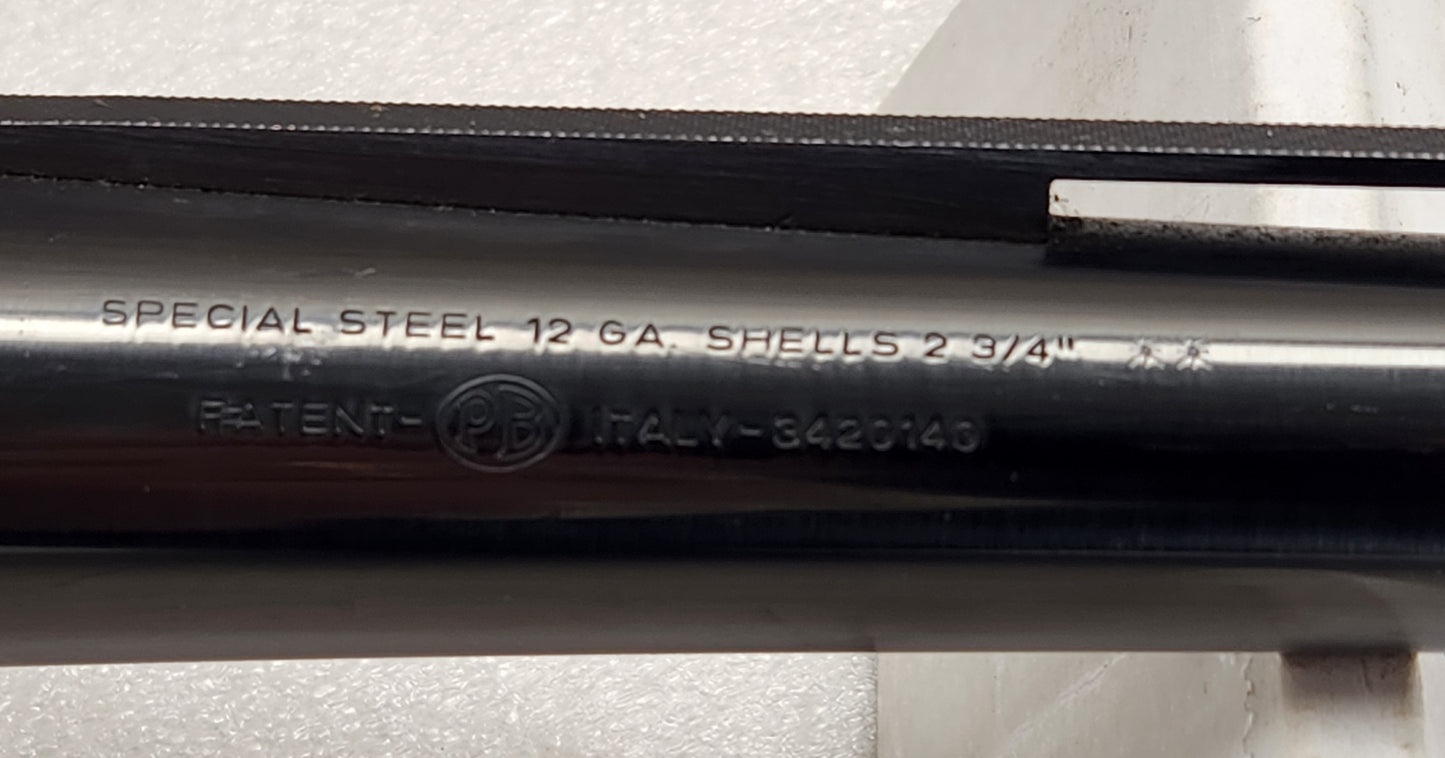 SPECIAL STEEL 12 GA. SHELLS 2 3/4" **
PATENT-PB ITALY-3420140